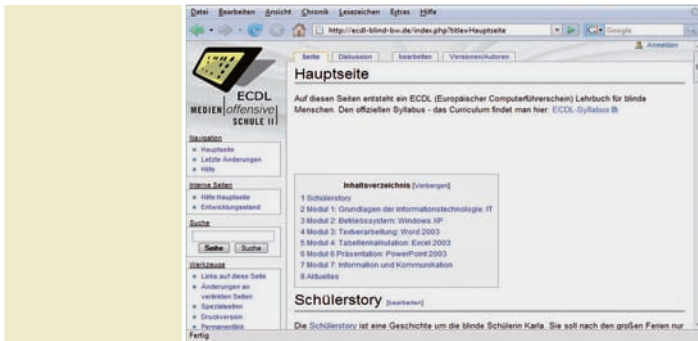 Datei Bearbeiten Ansicht Chronik Lesezeichen Extras Hilfe
http://ecdl-blind-bw.de/index.php?title=Hauptseite
Google
Anmelden
Seite Diskussion bearbeiten Versionen/Autoren
ECDL
MEDIEN offensive
SCHULE II
Navigation
Hauptseite
Letzte Änderungen
Hilfe
Interne Seiten
Hilfe:Hauptseite
Entwicklungsstand
Suche
Seite Suche
Werkzeuge
Links auf diese Seite
Änderungen an
verlinkten Seiten
Spezialseiten
Druckversion
Permanentlink
Hauptseite
Auf diesen Seiten entsteht ein ECDL (Europäischer Computerführerschein) Lehrbuch für blinde
Menschen. Den offiziellen Syllabus - das Curriculum findet man hier: ECDL-Syllabus
Inhaltsverzeichnis [Verbergen]
1 Schülerstory
2 Modul 1: Grundlagen der Informationstechnologie: IT
3 Modul 2: Betriebssystem: Windows XP
4 Modul 3: Textverarbeitung: Word 2003
5 Modul 4: Tabellenkalkulation: Excel 2003
6 Modul 6 Präsentation: PowerPoint 2003
7 Modul 7: Information und Kommunikation
8 Aktuelles
Schülerstory [bearbeiten]
Die Schülerstory ist eine Geschichte um die blinde Schülerin Karla. Sie soll nach den großen Ferien nur
Fertig